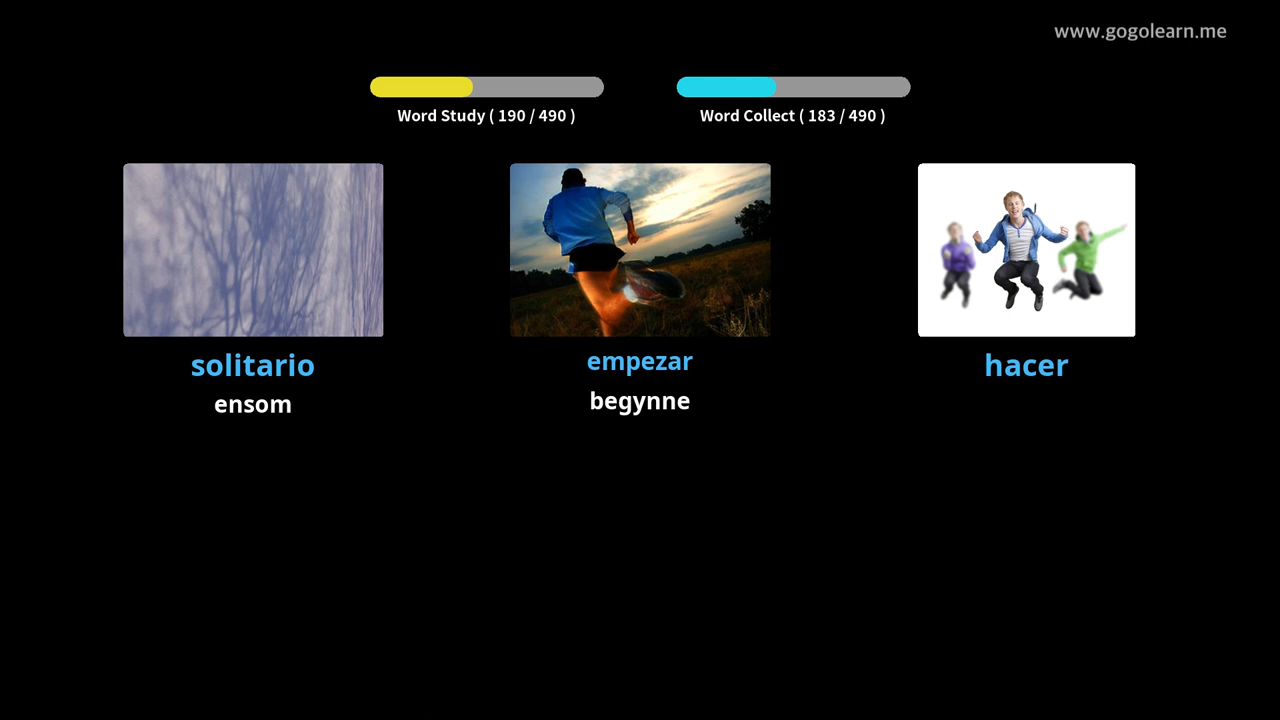 www.gogolearn.me
Word Study ( 190 / 490 )
Word Collect ( 183 / 490 )
solitario
ensom
empezar
begynne
hacer